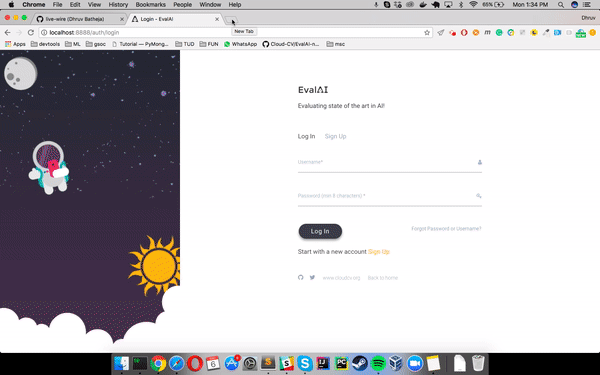 Chrome File Edit View History Bookmarks People Window Help
65% Mon 1:34 PM
live-wire (Dhruv Batheja) Login - EvalAI Dhruv
New Tab
localhost:8888/auth/login
Apps devtools ML gsoc Tutorial — PyMong... TUD FUN WhatsApp Cloud-CV/EvalAI-n... msc
EvalAI
Evaluating state of the art in AI!
Log In Sign Up
Username*
Password (min 8 characters) *
Log In
Forgot Password or Username?
Start with a new account Sign Up
www.cloudcv.org Back to home